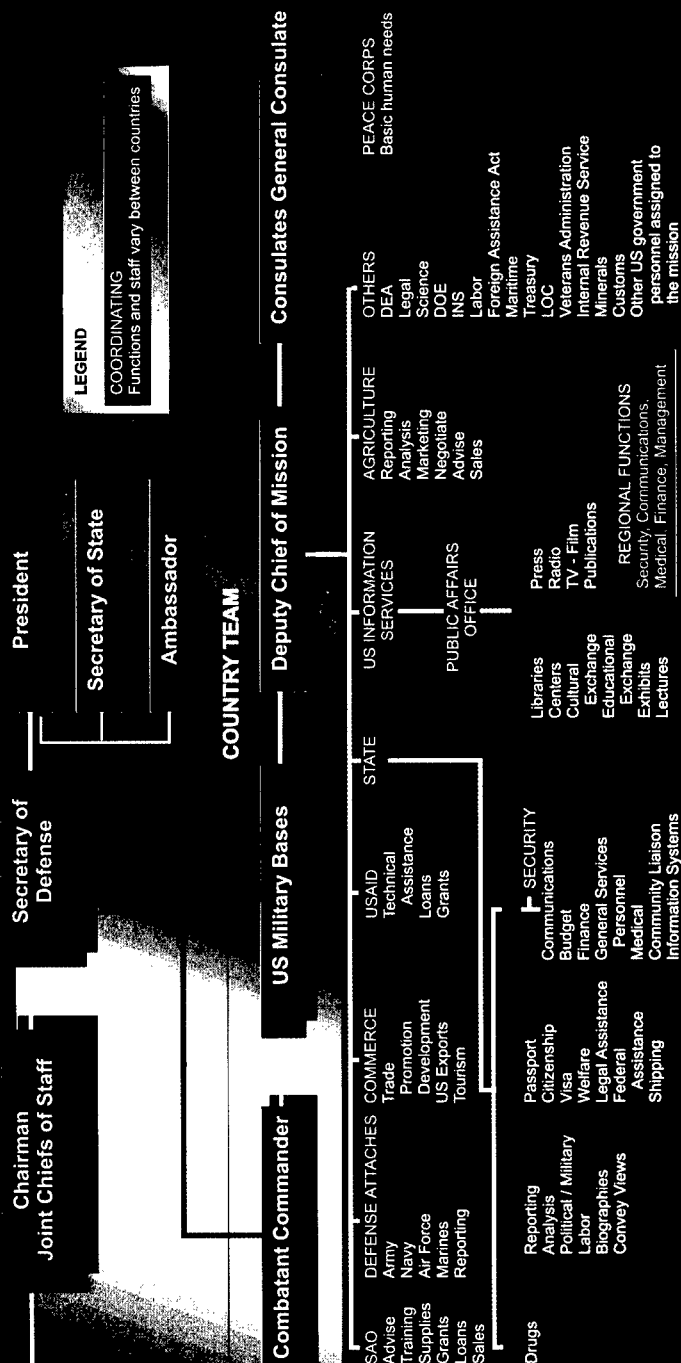 Chairman
Joint Chiefs of Staff
Secretary of
Defense
President
Secretary of State
Ambassador
LEGEND
COORDINATING
Functions and staff vary between countries
COUNTRY TEAM
Combatant Commander
US Military Bases
Deputy Chief of Mission
Consulates General Consulate
SAO
Advise
Training
Supplies
Grants
Loans
Sales
DEFENSE ATTACHES
Army
Navy
Air Force
Marines
Reporting
COMMERCE
Trade
Promotion
Development
US Exports
Tourism
USAID
Technical
Assistance
Loans
Grants
STATE
US INFORMATION
SERVICES
PUBLIC AFFAIRS
OFFICE
AGRICULTURE
Reporting
Analysis
Marketing
Negotiate
Advise
Sales
OTHERS
DEA
Legal
Science
DOE
INS
Labor
Foreign Assistance Act
Maritime
Treasury
LOC
Veterans Administration
Internal Revenue Service
Minerals
Customs
Other US government
personnel assigned to
the mission
PEACE CORPS
Basic human needs
Drugs
Reporting
Analysis
Political / Military
Labor
Biographies
Convey Views
Passport
Citizenship
Visa
Welfare
Legal Assistance
Federal
Assistance
Shipping
SECURITY
Communications
Budget
Finance
General Services
Personnel
Medical
Community Liaison
Information Systems
Libraries
Centers
Cultural
Exchange
Educational
Exchange
Exhibits
Lectures
Press
Radio
TV - Film
Publications
REGIONAL FUNCTIONS
Security, Communications,
Medical, Finance, Management